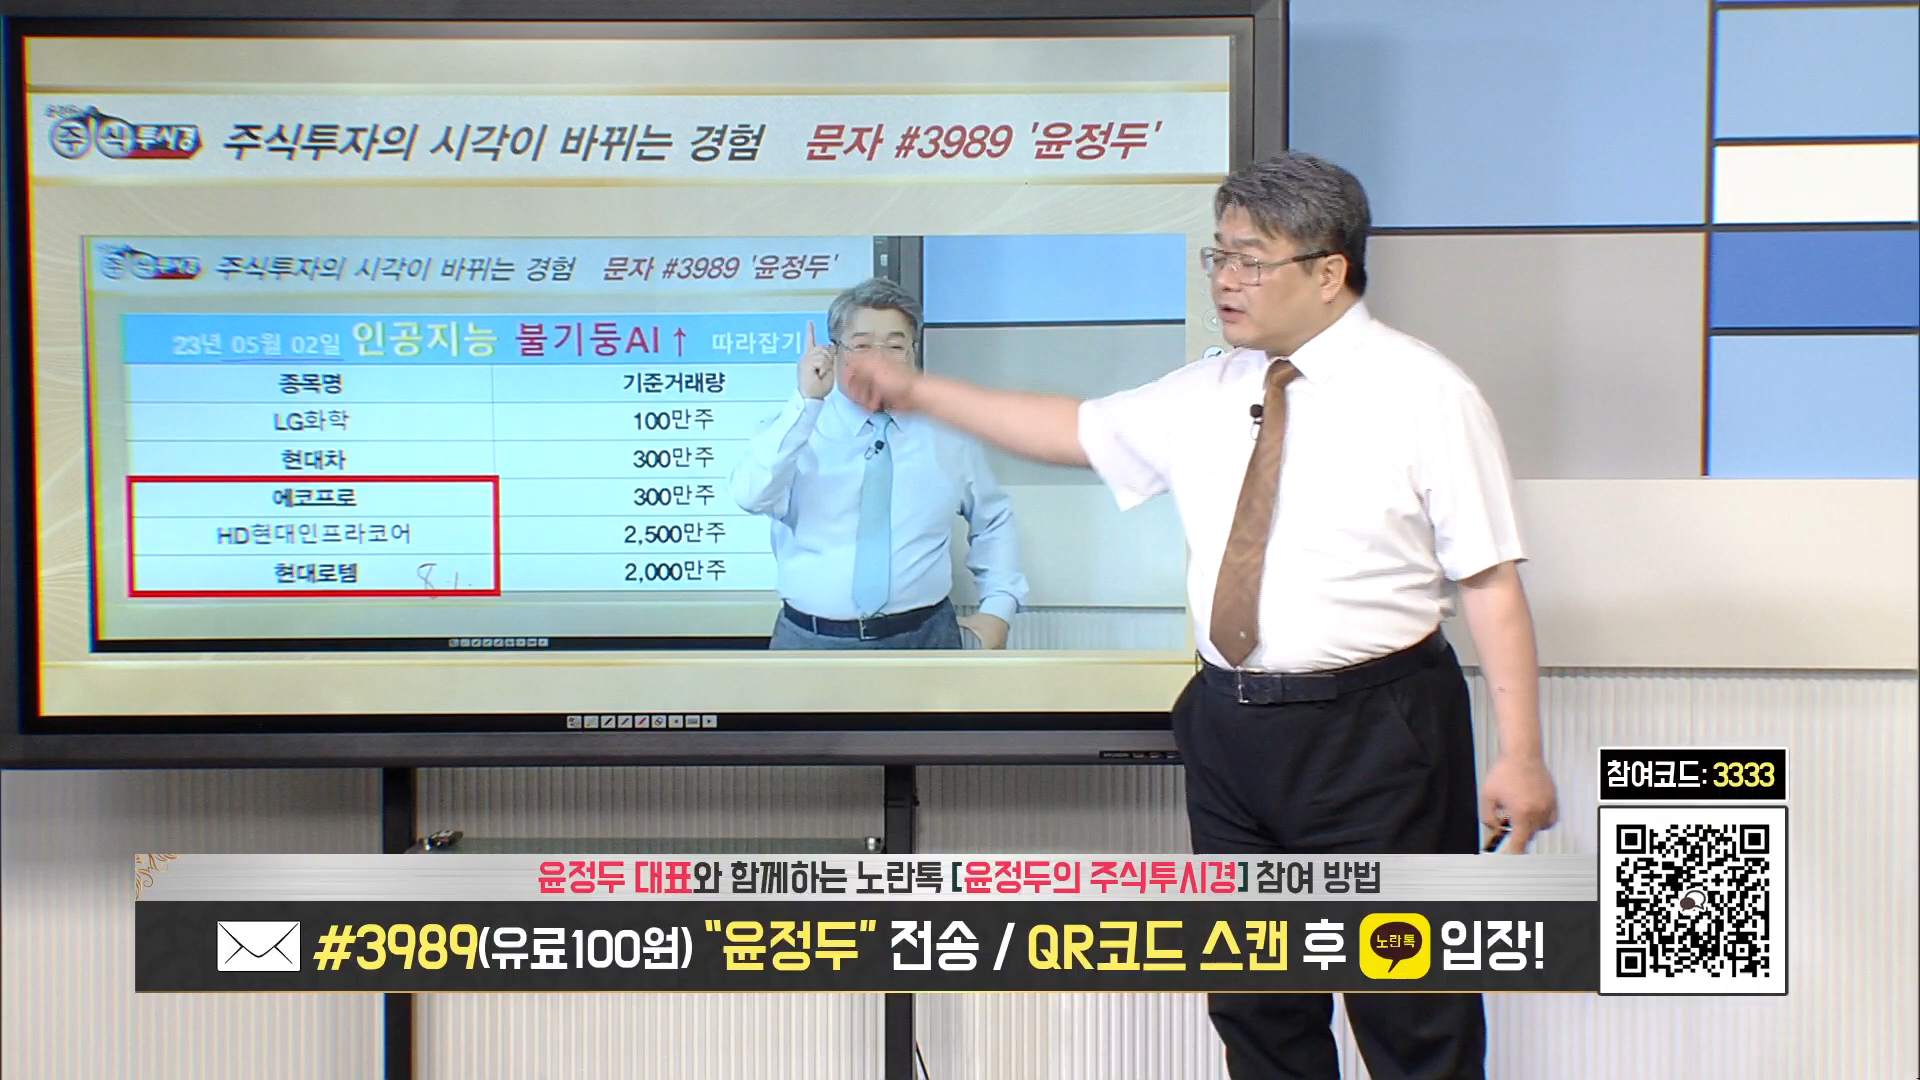 주식투시경 주식투자의 시각이 바뀌는 경험 문자 #3989 '윤정두'
주식투자의 시각이 바뀌는 경험 문자 #3989 '윤정두'
23년 05월 02일 인공지능 불기둥AI↑ 따라잡기
종목명 기준거래량
LG화학 100만주
현대차 300만주
에코프로 300만주
HD현대인프라코어 2,500만주
현대로템 2,000만주
참여코드: 3333
윤정두 대표와 함께하는 노란톡 [윤정두의 주식투시경] 참여 방법
#3989(유료100원) “윤정두” 전송 / QR코드 스캔 후 노란톡 입장!